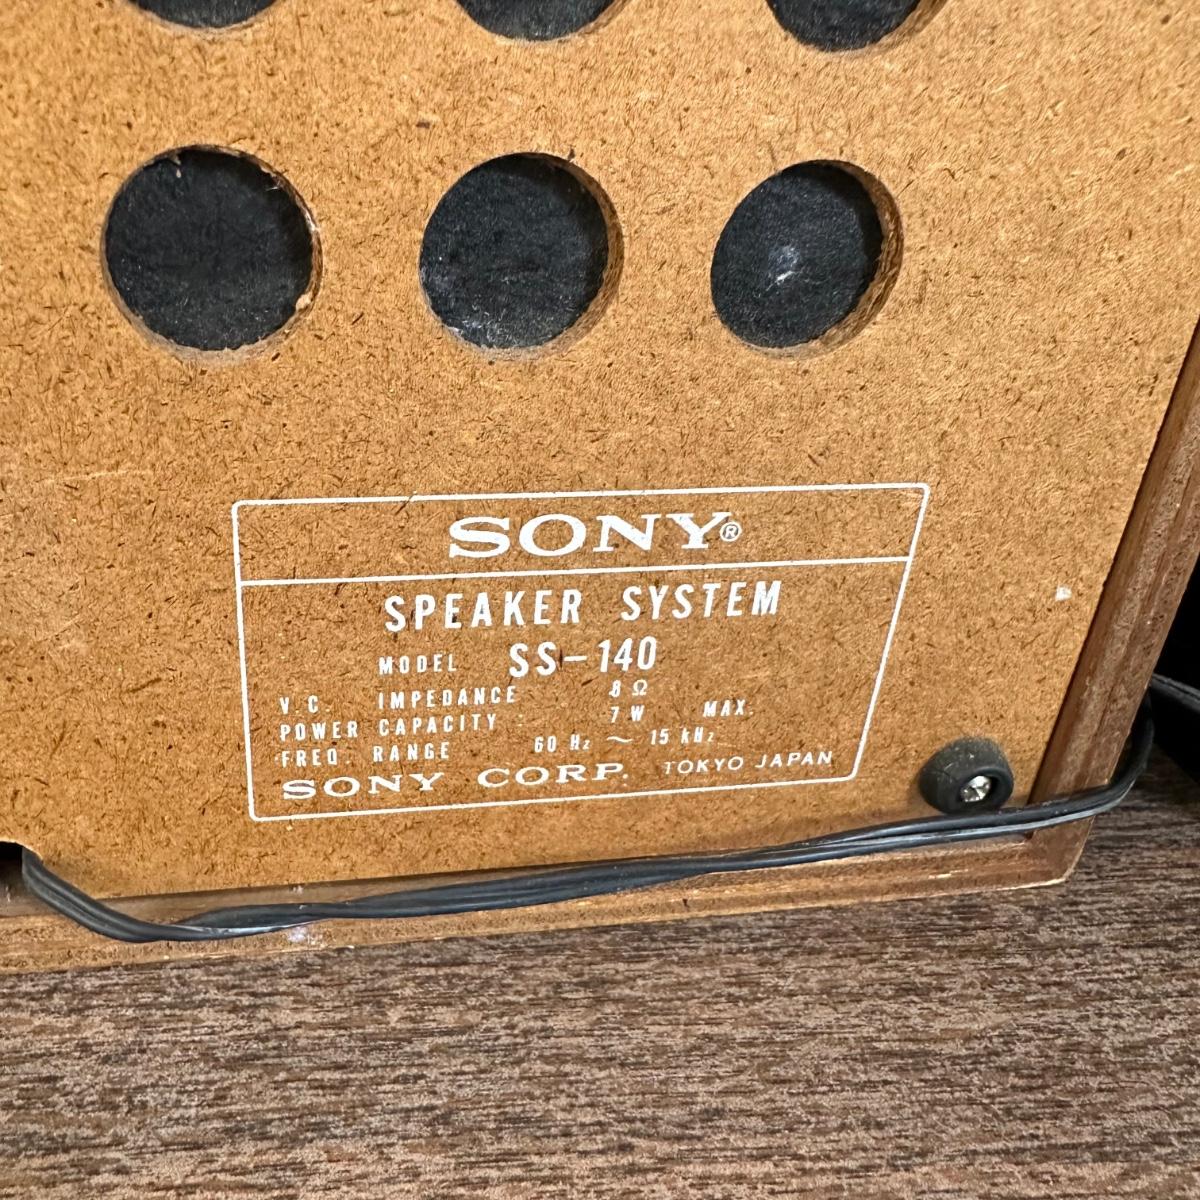 SONY®
SPEAKER SYSTEM
MODEL SS-140
V.C. IMPEDANCE 8 Ω
POWER CAPACITY : 7 W MAX.
FREQ. RANGE 60 Hz ~ 15 kHz
SONY CORP. TOKYO JAPAN